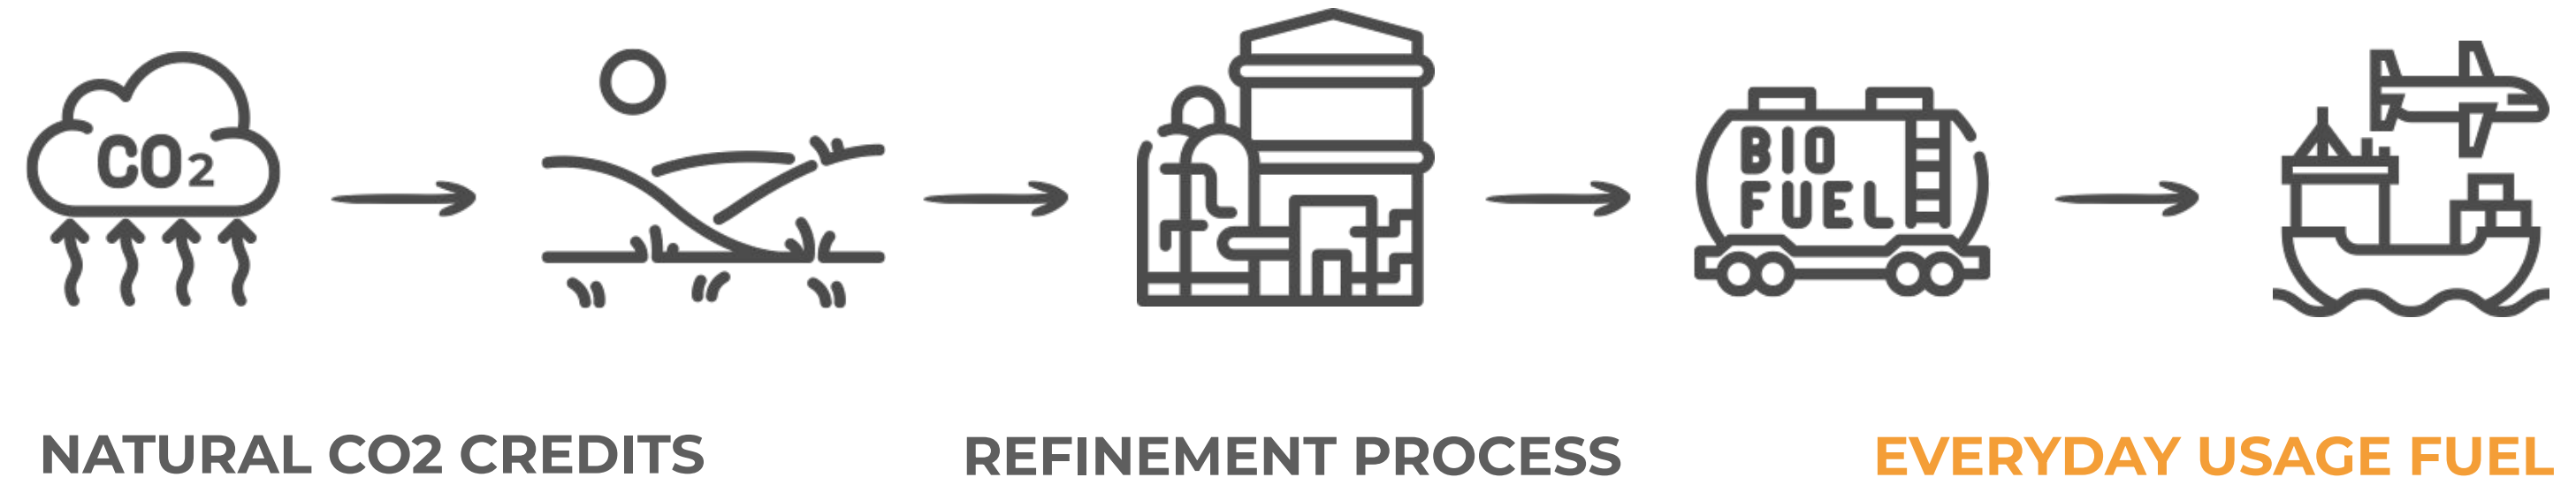 CO2
BIO
FUEL
NATURAL CO2 CREDITS
REFINEMENT PROCESS
EVERYDAY USAGE FUEL